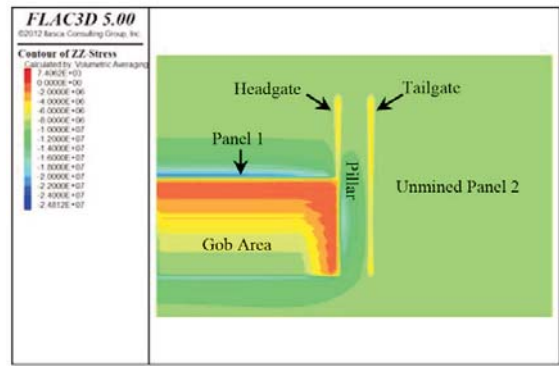 FLAC3D 5.00
©2012 Itasca Consulting Group, Inc.
Contour of ZZ Stress
Calculated by: Volumetric Averaging
7.4062E+03
0.0000E+00
-2.0000E+06
-4.0000E+06
-6.0000E+06
-8.0000E+06
-1.0000E+07
-1.2000E+07
-1.4000E+07
-1.6000E+07
-1.8000E+07
-2.0000E+07
-2.2000E+07
-2.4000E+07
-2.4812E+07
Headgate
Tailgate
Panel 1
Pillar
Unmined Panel 2
Gob Area